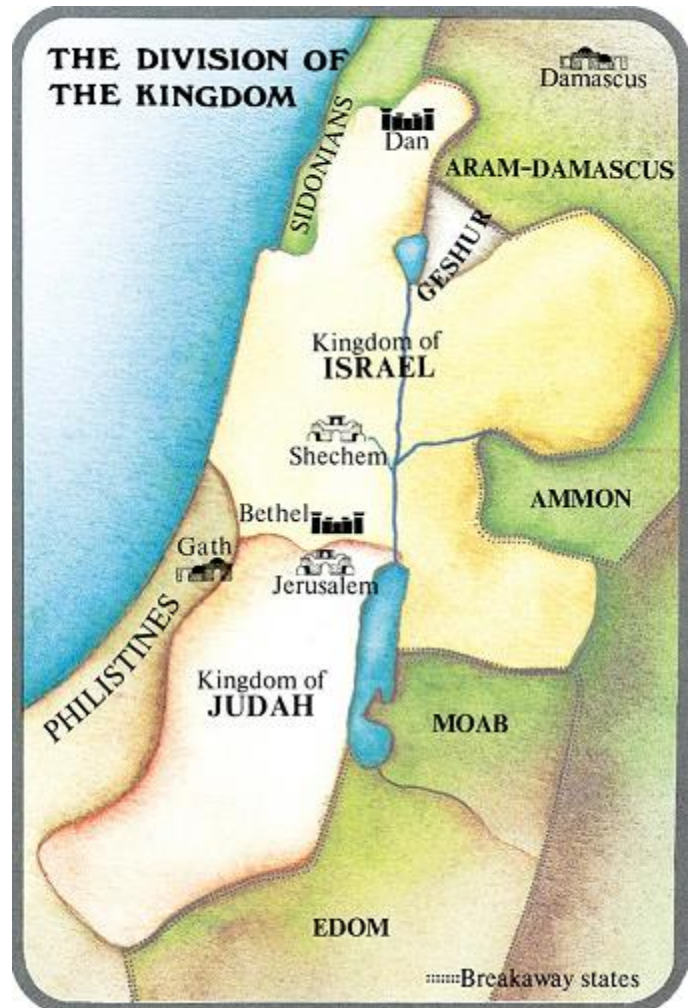 THE DIVISION OF
THE KINGDOM
Damascus
SIDONIANS
Dan
ARAM-DAMASCUS
GESHUR
Kingdom of
ISRAEL
Shechem
AMMON
Bethel
Gath
Jerusalem
PHILISTINES
Kingdom of
JUDAH
MOAB
EDOM
Breakaway states